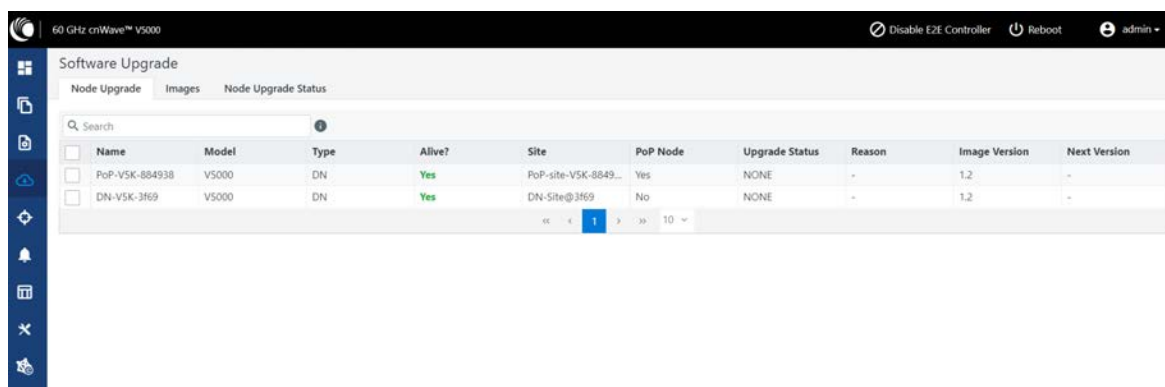 60 GHz cnWave™ V5000 Disable E2E Controller Reboot admin
Software Upgrade
Node Upgrade Images Node Upgrade Status
Search
Name Model Type Alive? Site PoP Node Upgrade Status Reason Image Version Next Version
PoP-V5K-884938 V5000 DN Yes PoP-site-V5K-8849... Yes NONE - 1.2 -
DN-V5K-3f69 V5000 DN Yes DN-Site@3f69 No NONE - 1.2 -
« ‹ 1 › » 10